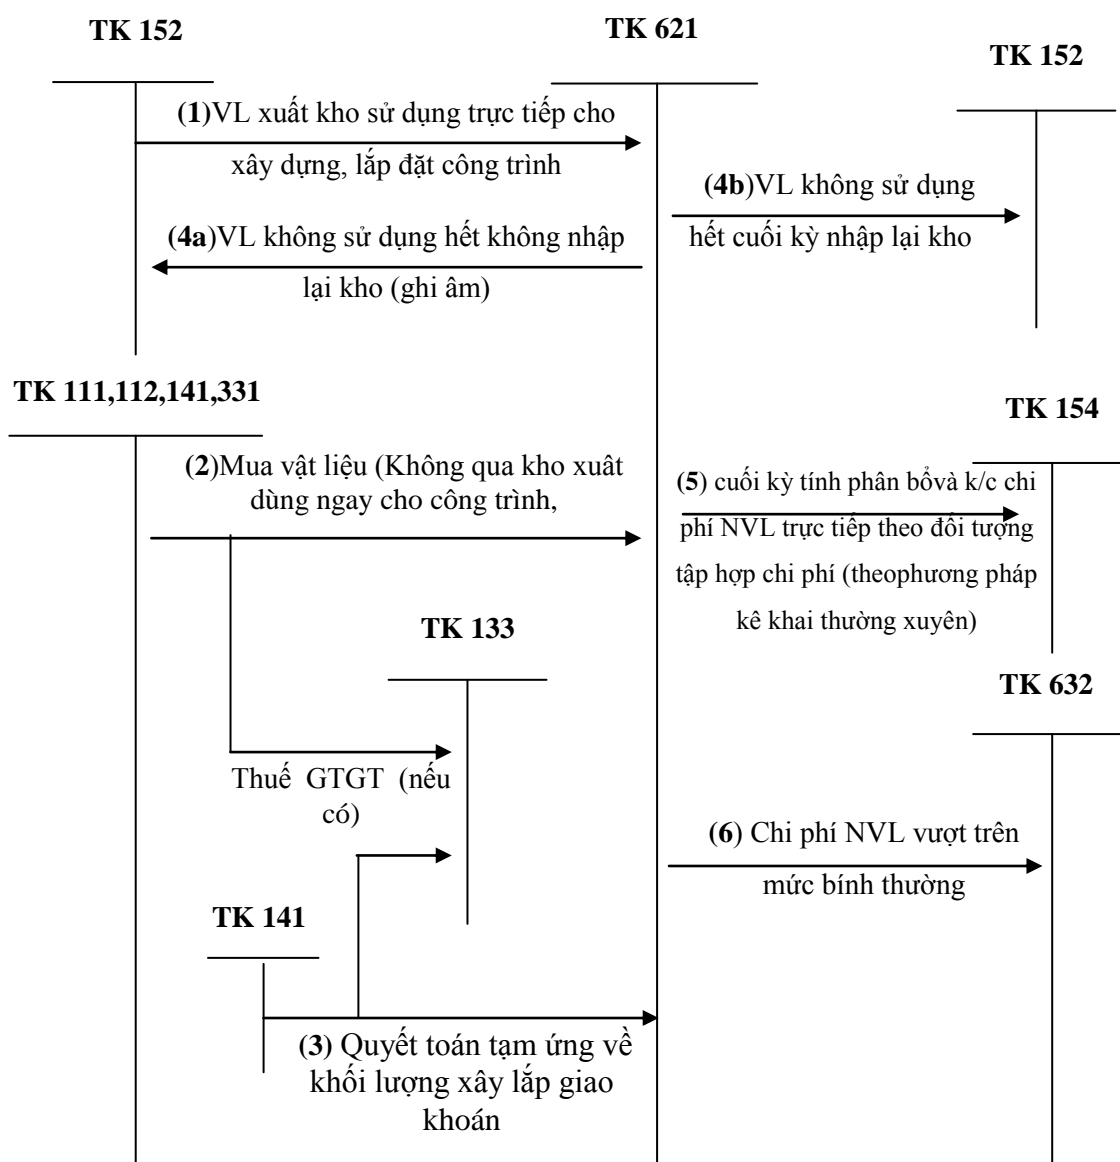 TK 152
TK 621
TK 152
(1)VL xuất kho sử dụng trực tiếp cho
xây dựng, lắp đặt công trình
(4b)VL không sử dụng
hết cuối kỳ nhập lại kho
(4a)VL không sử dụng hết không nhập
lại kho (ghi âm)
TK 111,112,141,331
TK 154
(2)Mua vật liệu (Không qua kho xuât
dùng ngay cho công trình,
(5) cuối kỳ tính phân bổvà k/c chi
phí NVL trực tiếp theo đối tượng
tập hợp chi phí (theophương pháp
kê khai thường xuyên)
TK 133
TK 632
Thuế GTGT (nếu
có)
(6) Chi phí NVL vượt trên
mức bính thường
TK 141
(3) Quyết toán tạm ứng về
khối lượng xây lắp giao
khoán